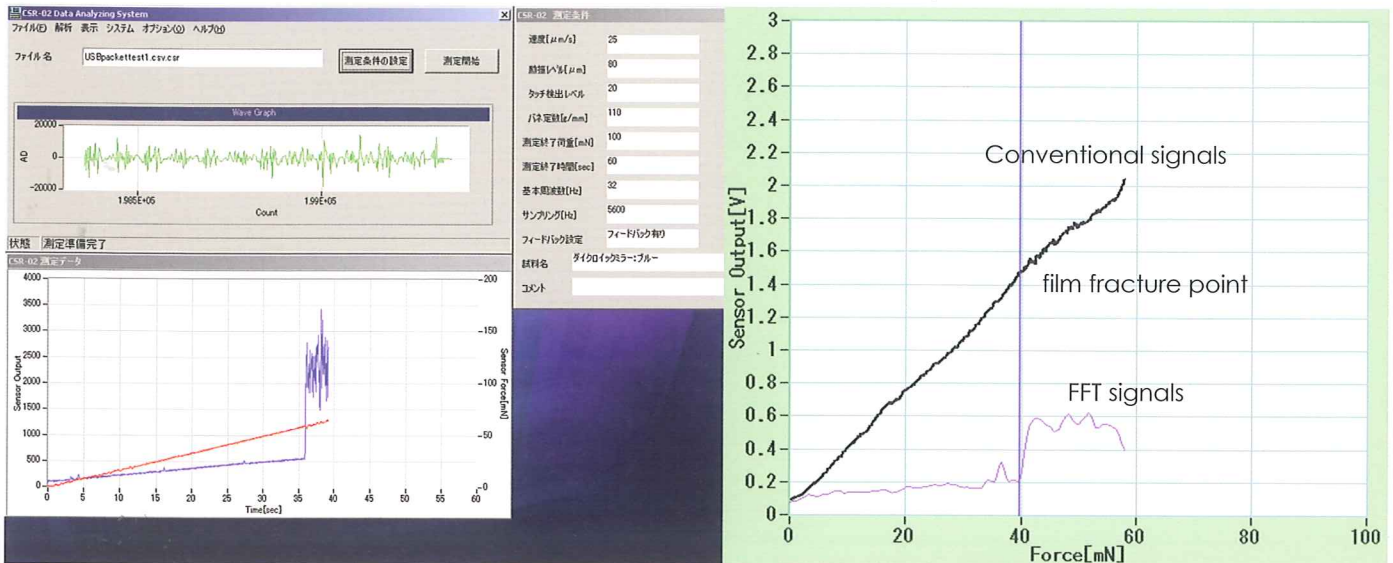 CSR-02 Data Analyzing System
ファイル(F) 解析 表示 システム オプション(O) ヘルプ(H)
ファイル名 USBpackettest1.csv.csr 測定条件の設定 測定開始
Wave Graph
20000
AD
0
-20000
1.985E+05 1.99E+05
Count
状態 測定準備完了
CSR-02 測定条件
速度[μm/s] 25
励振レベル[μm] 80
タッチ検出レベル 20
バネ定数[g/mm] 110
測定終了荷重[mN] 100
測定終了時間[sec] 60
基本周波数[Hz] 32
サンプリング[Hz] 5600
フィードバック設定 フィードバック有り
試料名 ダイクロイックミラー:ブルー
コメント
CSR-02 測定データ
4000 200
3500
3000 150
2500
2000 100
1500
1000 50
500
0 0
Sensor Output
Sensor Force[mN]
0 5 10 15 20 25 30 35 40 45 50 55 60
Time[sec]
3
2.8
2.6
2.4
2.2
2
1.8
1.6
1.4
1.2
1
0.8
0.6
0.4
0.2
0
Sensor Output[V]
Conventional signals
film fracture point
FFT signals
0 20 40 60 80 100
Force[mN]